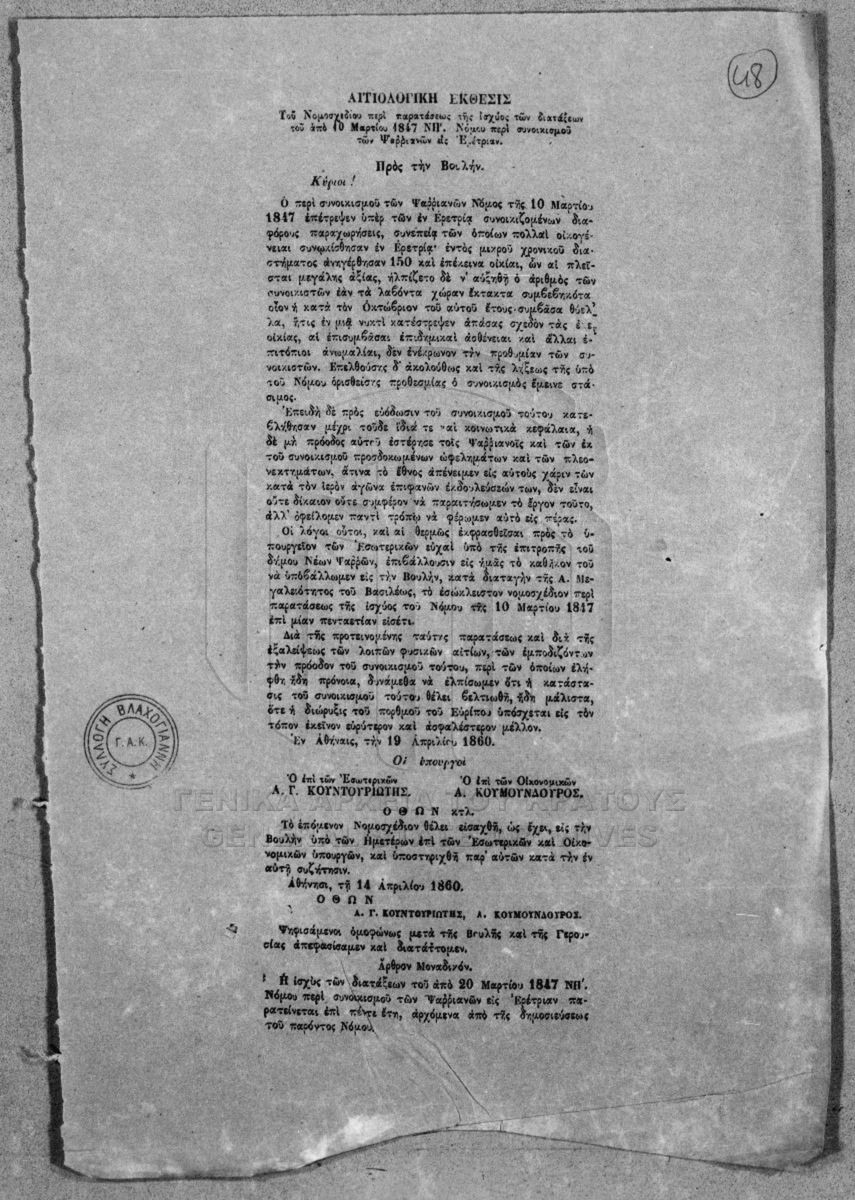 48
ΑΙΤΙΟΛΟΓΙΚΗ ΕΚΘΕΣΙΣ
Τοῦ Νομοσχεδίου περὶ παρατάσεως τῆς ἰσχύος τῶν διατάξεων
τοῦ ἀπὸ 10 Μαρτίου 1847 ΝΗ'. Νόμου περὶ συνοικισμοῦ
τῶν Ψαῤῥιανῶν εἰς Ἐρέτριαν.
Πρὸς τὴν Βουλήν.
Κύριοι!
Ὁ περὶ συνοικισμοῦ τῶν Ψαῤῥιανῶν Νόμος τῆς 10 Μαρτίου
1847 ἐπέτρεψεν ὑπὲρ τῶν ἐν Ἐρετρίᾳ συνοικιζομένων δια-
φόρους παραχωρήσεις, συνεπείᾳ τῶν ὁποίων πολλαὶ οἰκογέ-
νειαι συνῳκίσθησαν ἐν Ἐρετρίᾳ· ἐντὸς μικροῦ χρονικοῦ δια-
στήματος ἀνηγέρθησαν 150 καὶ ἐπέκεινα οἰκίαι, ὧν αἱ πλεῖ-
σται μεγάλης ἀξίας, ἠλπίζετο δὲ ν' αὐξηθῇ ὁ ἀριθμὸς τῶν
συνοικιστῶν ἐὰν τὰ λαβόντα χώραν ἔκτακτα συμβεβηκότα
οἷον ἡ κατὰ τὸν Ὀκτώβριον τοῦ αὐτοῦ ἔτους συμβᾶσα θύελ-
λα, ἥτις ἐν μιᾷ νυκτὶ κατέστρεψεν ἁπάσας σχεδὸν τὰς
οἰκίας, αἱ ἐπισυμβᾶσαι ἐπιδημικαὶ ἀσθένειαι καὶ ἄλλαι ἐ-
πιτόπιοι ἀνωμαλίαι, δὲν ἐνέκρωνον τὴν προθυμίαν τῶν συ-
νοικιστῶν. Ἐπελθούσης δ' ἀκολούθως καὶ τῆς λήξεως τῆς ὑπὸ
τοῦ Νόμου ὁρισθείσης προθεσμίας ὁ συνοικισμὸς ἔμεινε στά-
σιμος.
Ἐπειδὴ δὲ πρὸς εὐόδωσιν τοῦ συνοικισμοῦ τούτου κατε-
βλήθησαν μέχρι τοῦδε ἴδιά τε καὶ κοινωτικὰ κεφάλαια, ἡ
δὲ μὴ πρόοδος αὐτοῦ ἐστέρησε τοῖς Ψαῤῥιανοῖς καὶ τῶν ἐκ
τοῦ συνοικισμοῦ προσδοκωμένων ὠφελημάτων καὶ τῶν πλεο-
νεκτημάτων, ἅτινα τὸ ἔθνος ἀπένειμεν εἰς αὐτοὺς χάριν τῶν
κατὰ τὸν ἱερὸν ἀγῶνα ἐπιφανῶν ἐκδουλεύσεών των, δὲν εἶναι
οὔτε δίκαιον οὔτε συμφέρον νὰ παραιτήσωμεν τὸ ἔργον τοῦτο,
ἀλλ' ὀφείλομεν παντὶ τρόπῳ νὰ φέρωμεν αὐτὸ εἰς πέρας.
Οἱ λόγοι οὗτοι, καὶ αἱ θερμῶς ἐκφρασθεῖσαι πρὸς τὸ ὑ-
πουργεῖον τῶν Ἐσωτερικῶν εὐχαὶ ὑπὸ τῆς ἐπιτροπῆς τοῦ
δήμου Νέων Ψαῤῥῶν, ἐπιβάλλουσιν εἰς ἡμᾶς τὸ καθῆκον τοῦ
νὰ ὑποβάλλωμεν εἰς τὴν Βουλὴν, κατὰ διαταγὴν τῆς Α. Με-
γαλειότητος τοῦ Βασιλέως, τὸ ἐσώκλειστον νομοσχέδιον περὶ
παρατάσεως τῆς ἰσχύος τοῦ Νόμου τῆς 10 Μαρτίου 1847
ἐπὶ μίαν πενταετίαν εἰσέτι.
Διὰ τῆς προτεινομένης ταύτης παρατάσεως καὶ διὰ τῆς
ἐξαλείψεως τῶν λοιπῶν φυσικῶν αἰτίων, τῶν ἐμποδιζόντων
τὴν πρόοδον τοῦ συνοικισμοῦ τούτου, περὶ τῶν ὁποίων ἐλή-
φθη ἤδη πρόνοια, δυνάμεθα νὰ ἐλπίσωμεν ὅτι ἡ κατάστα-
σις τοῦ συνοικισμοῦ τούτου θέλει βελτιωθῆ, ἤδη μάλιστα,
ὅτε ἡ διώρυξις τοῦ πορθμοῦ τοῦ Εὐρίπου ὑπόσχεται εἰς τὸν
τόπον ἐκεῖνον εὐρύτερον καὶ ἀσφαλέστερον μέλλον.
Ἐν Ἀθήναις, τὴν 19 Ἀπριλίου 1860.
Οἱ ὑπουργοὶ
Ὁ ἐπὶ τῶν Ἐσωτερικῶν Ὁ ἐπὶ τῶν Οἰκονομικῶν
Α. Γ. ΚΟΥΝΤΟΥΡΙΩΤΗΣ. Α. ΚΟΥΜΟΥΝΔΟΥΡΟΣ.
ΟΘΩΝ κτλ.
Τὸ ἑπόμενον Νομοσχέδιον θέλει εἰσαχθῆ, ὡς ἔχει, εἰς τὴν
Βουλὴν ὑπὸ τῶν Ἡμετέρων ἐπὶ τῶν Ἐσωτερικῶν καὶ Οἰκο-
νομικῶν ὑπουργῶν, καὶ ὑποστηριχθῆ παρ' αὐτῶν κατὰ τὴν ἐν
αὐτῇ συζήτησιν.
Ἀθήνησι, τῇ 14 Ἀπριλίου 1860.
ΟΘΩΝ
Α. Γ. ΚΟΥΝΤΟΥΡΙΩΤΗΣ, Α. ΚΟΥΜΟΥΝΔΟΥΡΟΣ.
Ψηφισάμενοι ὁμοφώνως μετὰ τῆς Βουλῆς καὶ τῆς Γερου-
σίας ἀπεφασίσαμεν καὶ διατάττομεν.
Ἄρθρον Μοναδικόν.
Ἡ ἰσχὺς τῶν διατάξεων τοῦ ἀπὸ 20 Μαρτίου 1847 ΝΗ'.
Νόμου περὶ συνοικισμοῦ τῶν Ψαῤῥιανῶν εἰς Ἐρέτριαν πα-
ρατείνεται ἐπὶ πέντε ἔτη, ἀρχόμενα ἀπὸ τῆς δημοσιεύσεως
τοῦ παρόντος Νόμου.
ΣΥΛΛΟΓΗ ΒΛΑΧΟΓΙΑΝΝΗ
Γ.Α.Κ.
ΓΕΝΙΚΑ ΑΡΧΕΙΑ ΤΟΥ ΚΡΑΤΟΥΣ
GENERAL STATE ARCHIVES